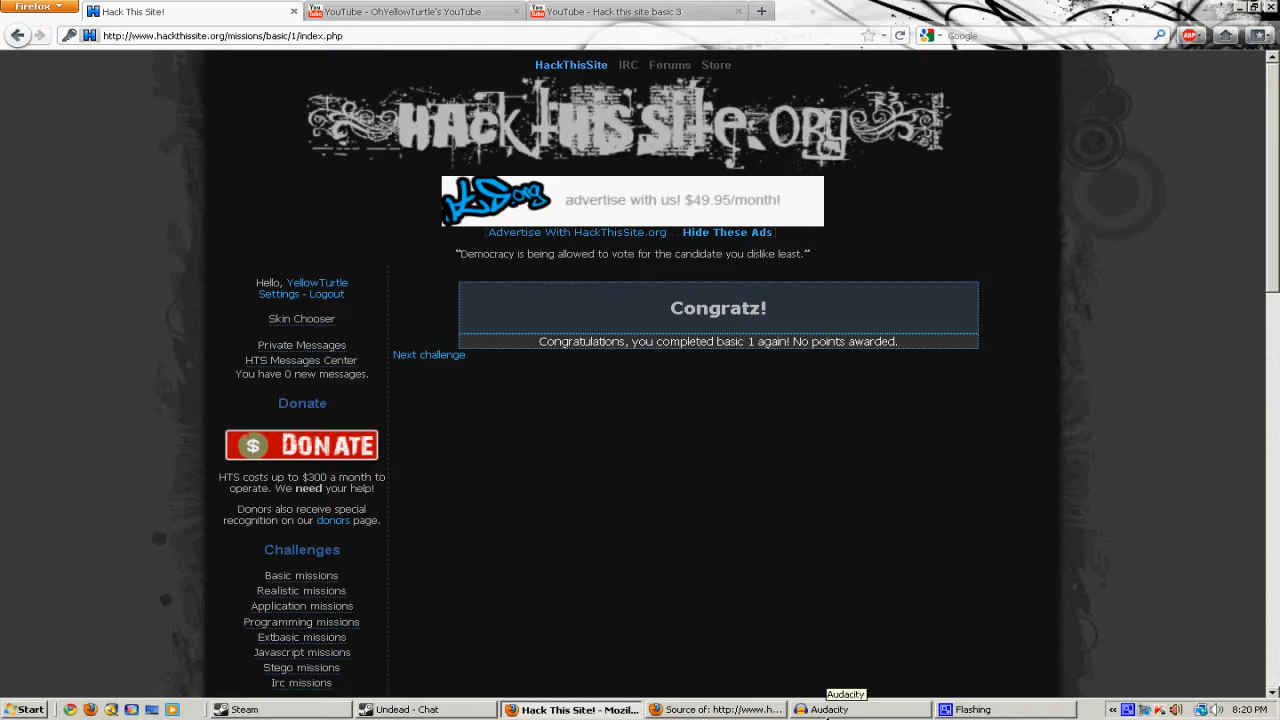 Firefox
Hack This Site!
YouTube - OhYellowTurtle's YouTube
YouTube - Hack this site basic 3
http://www.hackthissite.org/missions/basic/1/index.php
Google
ABP
HackThisSite IRC Forums Store
Hack This Site.org
advertise with us! $49.95/month!
Advertise With HackThisSite.org Hide These Ads
"Democracy is being allowed to vote for the candidate you dislike least."
Hello, YellowTurtle
Settings - Logout
Skin Chooser
Private Messages
HTS Messages Center
You have 0 new messages.
Donate
$ DONATE
HTS costs up to $300 a month to
operate. We need your help!
Donors also receive special
recognition on our donors page.
Challenges
Basic missions
Realistic missions
Application missions
Programming missions
Extbasic missions
Javascript missions
Stego missions
Irc missions
Congratz!
Congratulations, you completed basic 1 again! No points awarded.
Next challenge
Audacity
Start
Steam
Undead - Chat
Hack This Site! - Mozil...
Source of: http://www.h...
Audacity
Flashing
8:20 PM